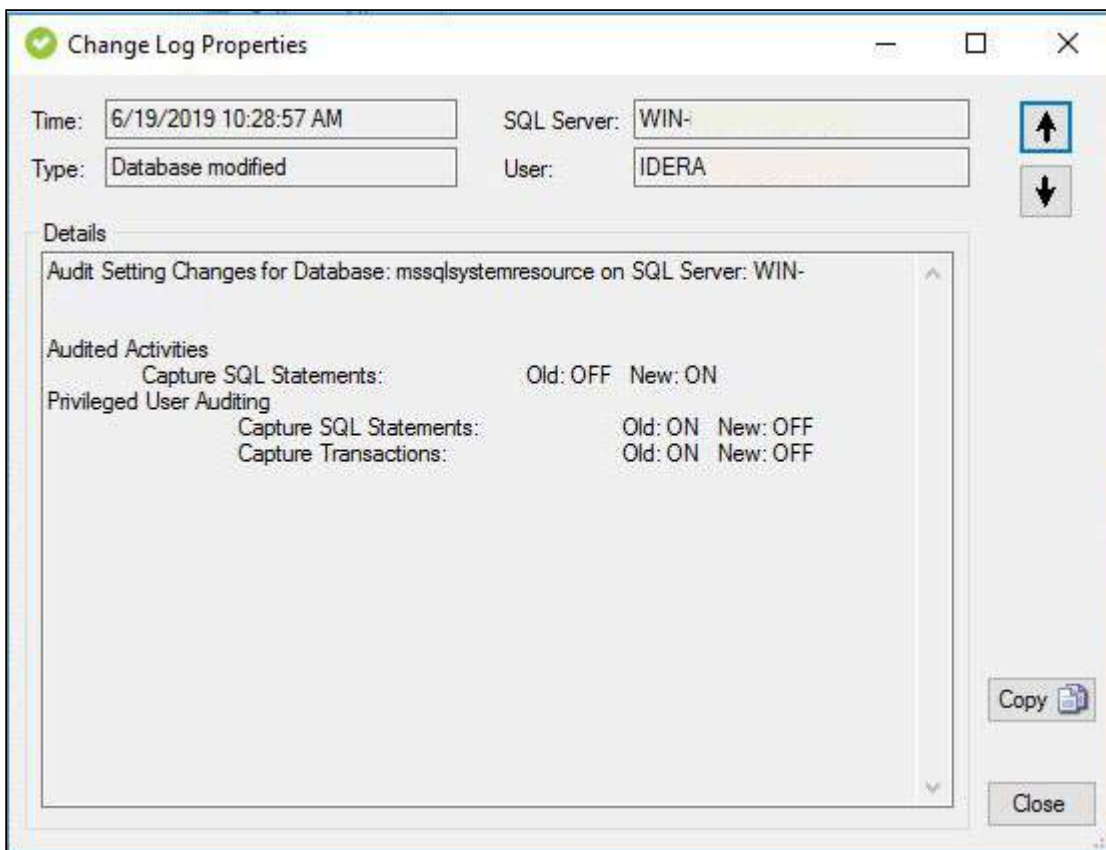 Change Log Properties
Time: 6/19/2019 10:28:57 AM SQL Server: WIN-
Type: Database modified User: IDERA
Details
Audit Setting Changes for Database: mssqlsystemresource on SQL Server: WIN-
Audited Activities
Capture SQL Statements: Old: OFF New: ON
Privileged User Auditing
Capture SQL Statements: Old: ON New: OFF
Capture Transactions: Old: ON New: OFF
Copy
Close